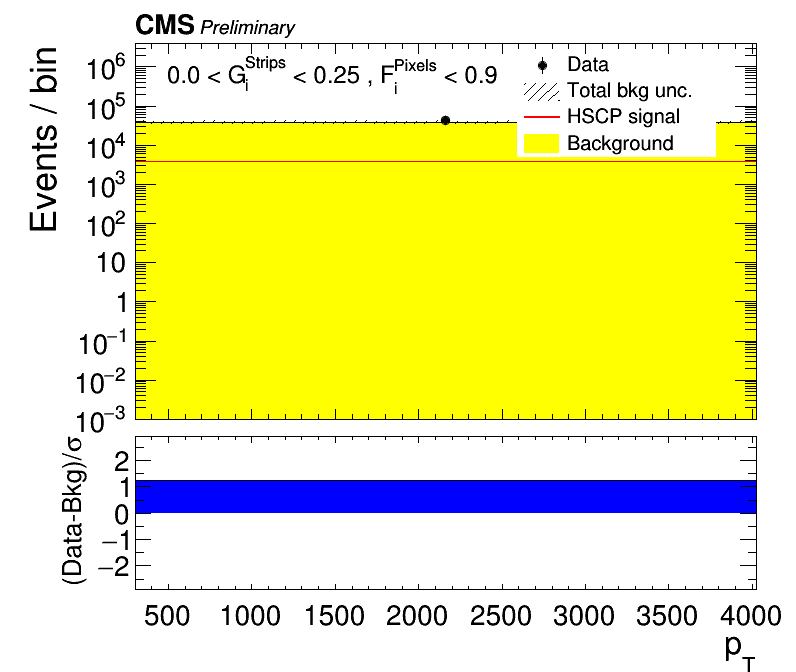 CMS Preliminary
0.0 < G_i^Strips < 0.25 , F_i^Pixels < 0.9
Data
Total bkg unc.
HSCP signal
Background
Events / bin
10^6
10^5
10^4
10^3
10^2
10
1
10^−1
10^−2
10^−3
(Data-Bkg)/σ
2
1
0
−1
−2
500 1000 1500 2000 2500 3000 3500 4000
p_T